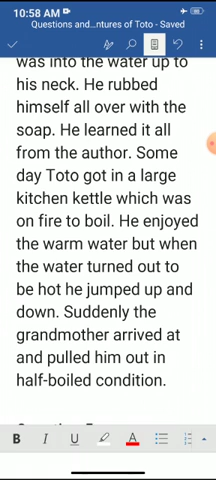 10:58 AM
Questions and...ntures of Toto - Saved
was into the water up to
his neck. He rubbed
himself all over with the
soap. He learned it all
from the author. Some
day Toto got in a large
kitchen kettle which was
on fire to boil. He enjoyed
the warm water but when
the water turned out to
be hot he jumped up and
down. Suddenly the
grandmother arrived at
and pulled him out in
half-boiled condition.
B I U A